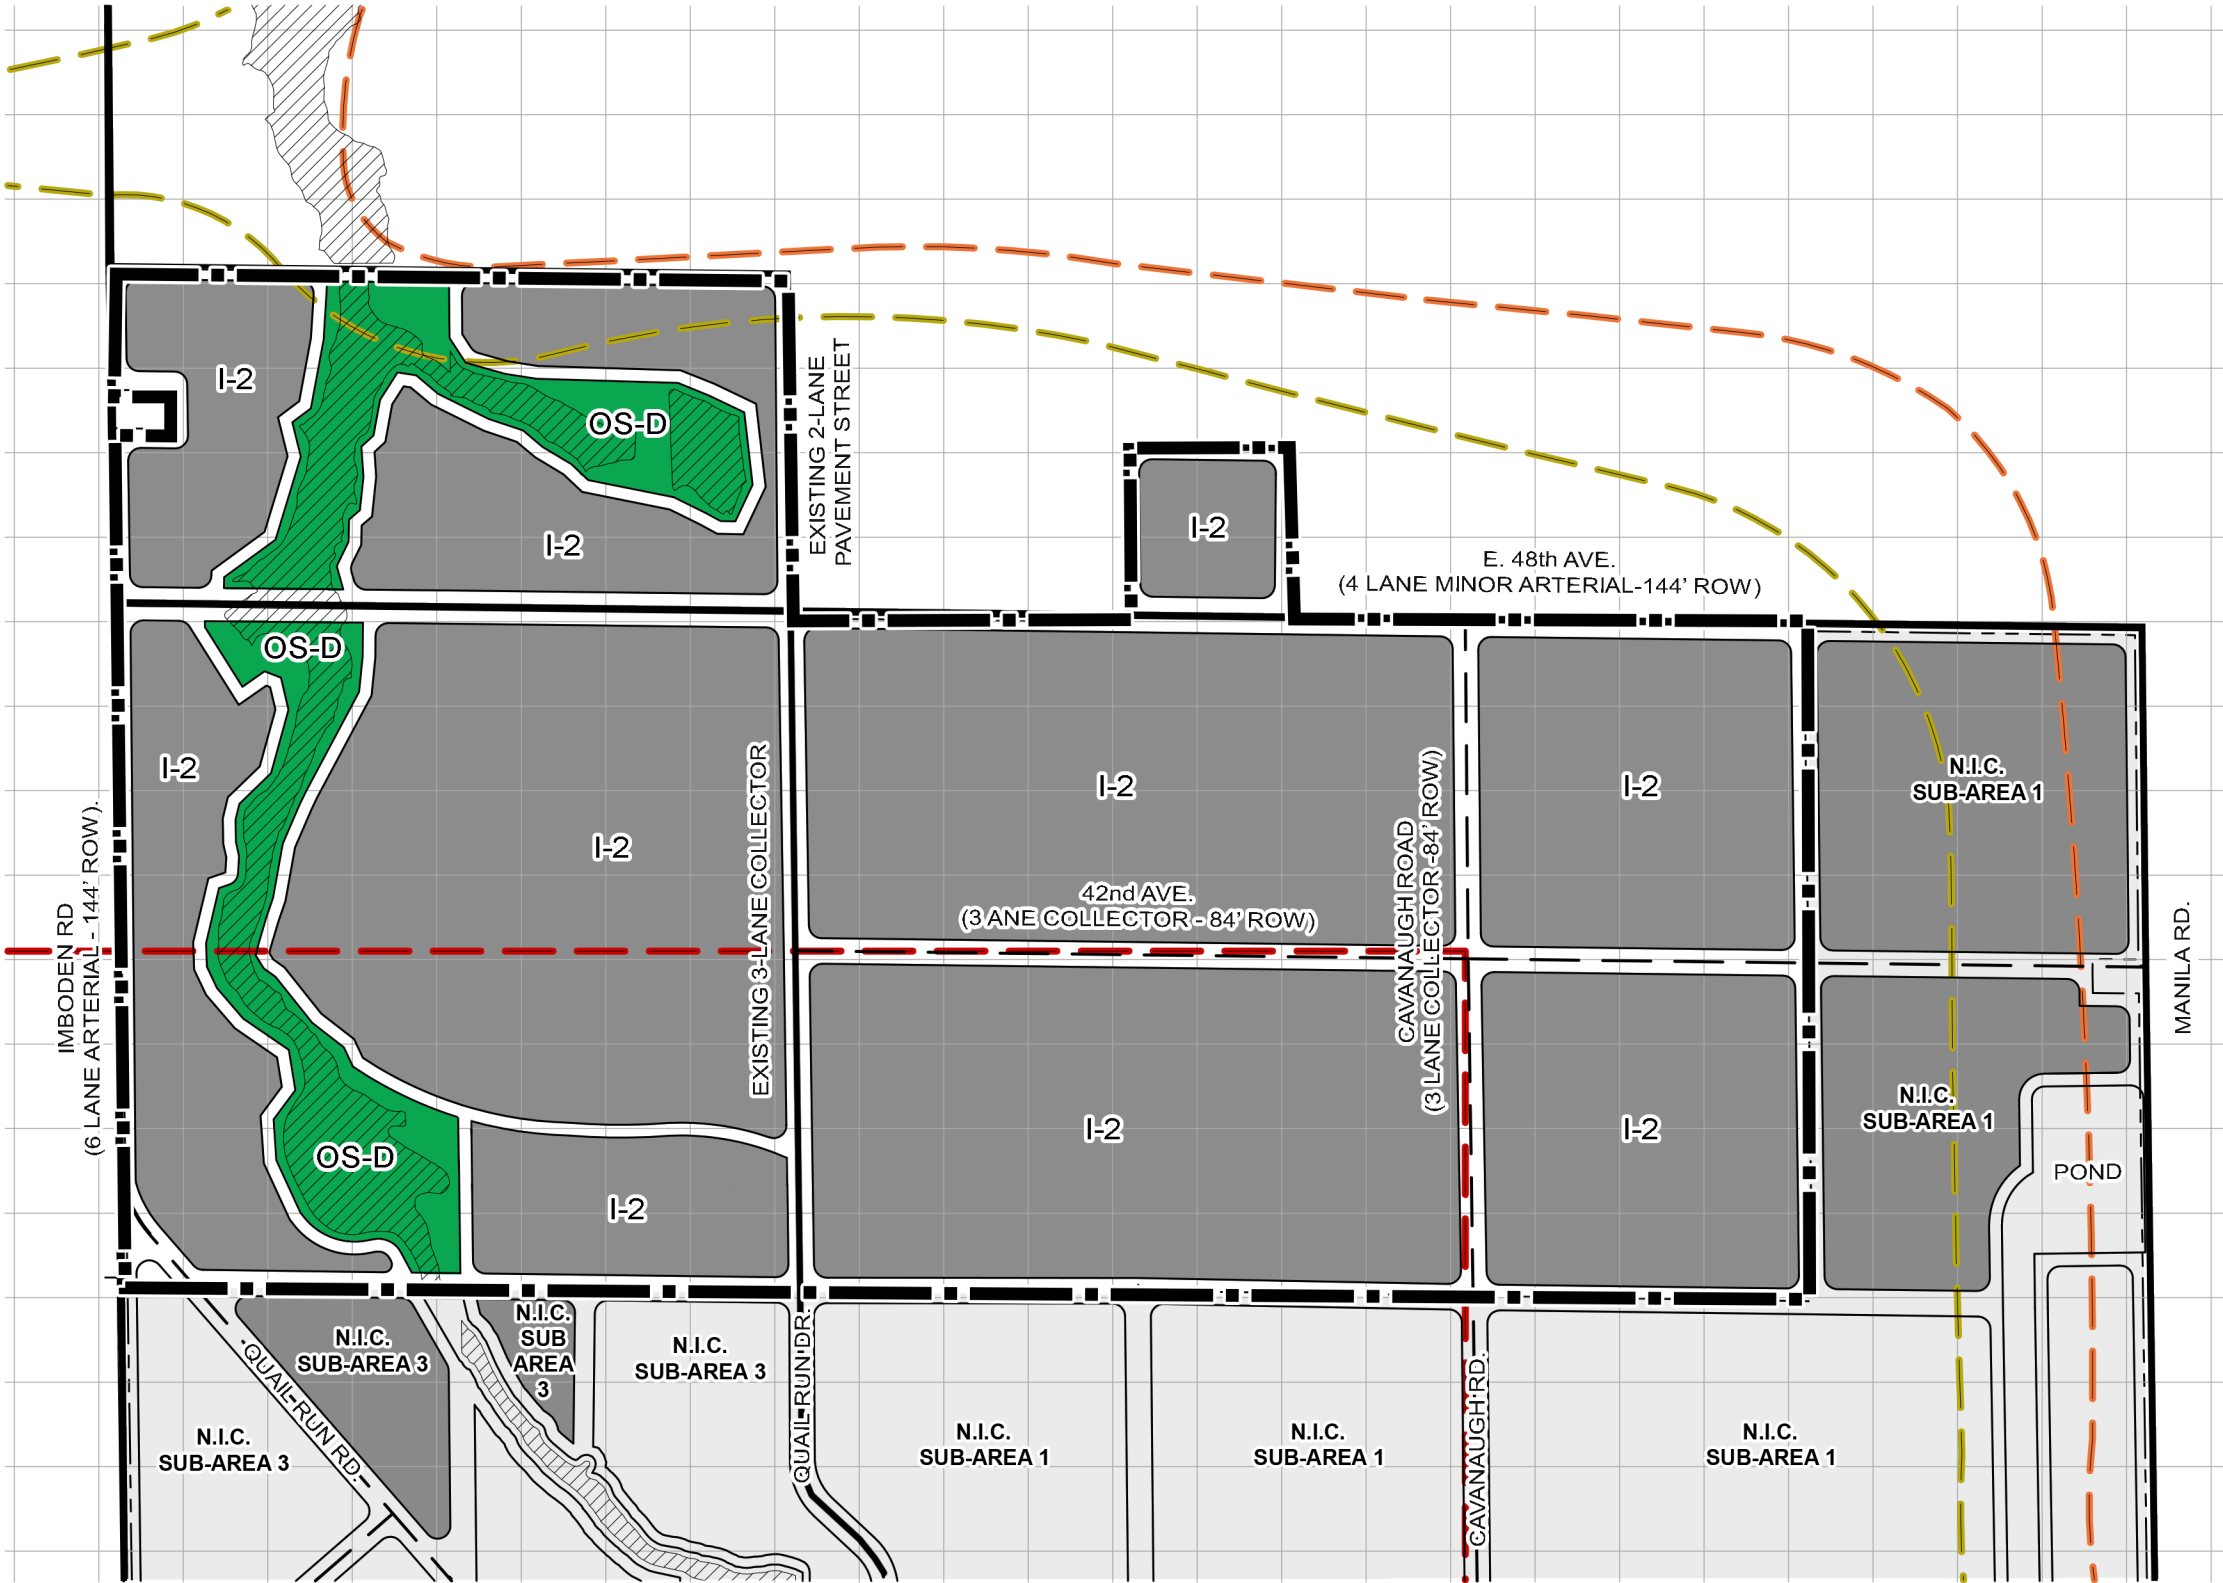 I-2
OS-D
I-2
EXISTING 2-LANE
PAVEMENT STREET
I-2
E. 48th AVE.
(4 LANE MINOR ARTERIAL-144' ROW)
OS-D
I-2
I-2
EXISTING 3-LANE COLLECTOR
I-2
42nd AVE.
(3 ANE COLLECTOR - 84' ROW)
CAVANAUGH ROAD
(3 LANE COLLECTOR -84' ROW)
I-2
N.I.C.
SUB-AREA 1
IMBODEN RD
(6 LANE ARTERIAL - 144' ROW).
MANILA RD.
OS-D
I-2
I-2
I-2
N.I.C.
SUB-AREA 1
POND
N.I.C.
SUB-AREA 3
N.I.C.
SUB
AREA
3
N.I.C.
SUB-AREA 3
QUAIL RUN RD.
N.I.C.
SUB-AREA 3
QUAIL RUN DR.
N.I.C.
SUB-AREA 1
N.I.C.
SUB-AREA 1
CAVANAUGH RD.
N.I.C.
SUB-AREA 1